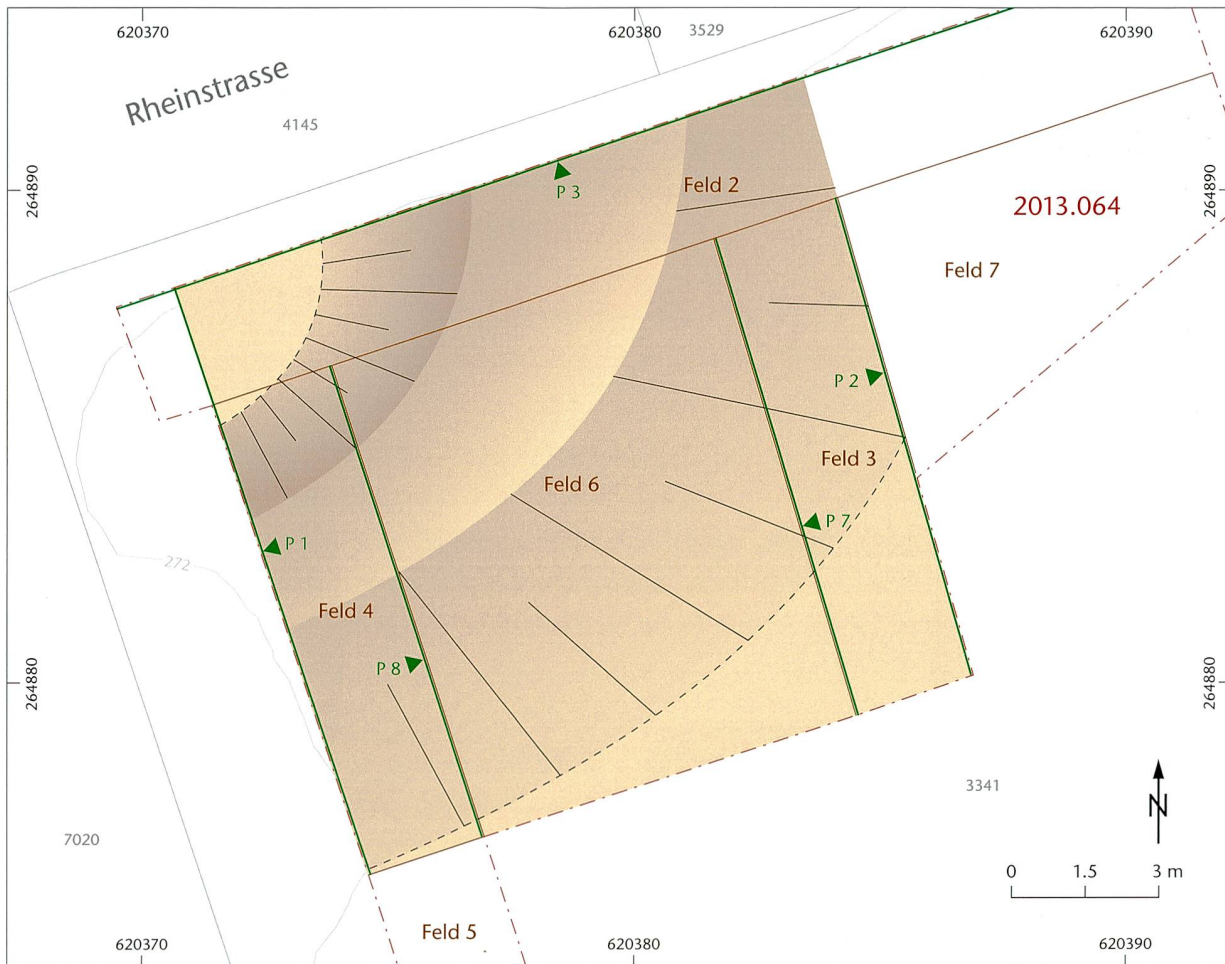 620370
620380
620390
3529
Rheinstrasse
4145
264890
P 3
Feld 2
264890
2013.064
Feld 7
P 2
Feld 3
Feld 6
P 7
P 1
272
Feld 4
P 8
264880
264880
3341
N
7020
0 1.5 3 m
Feld 5
620370
620380
620390